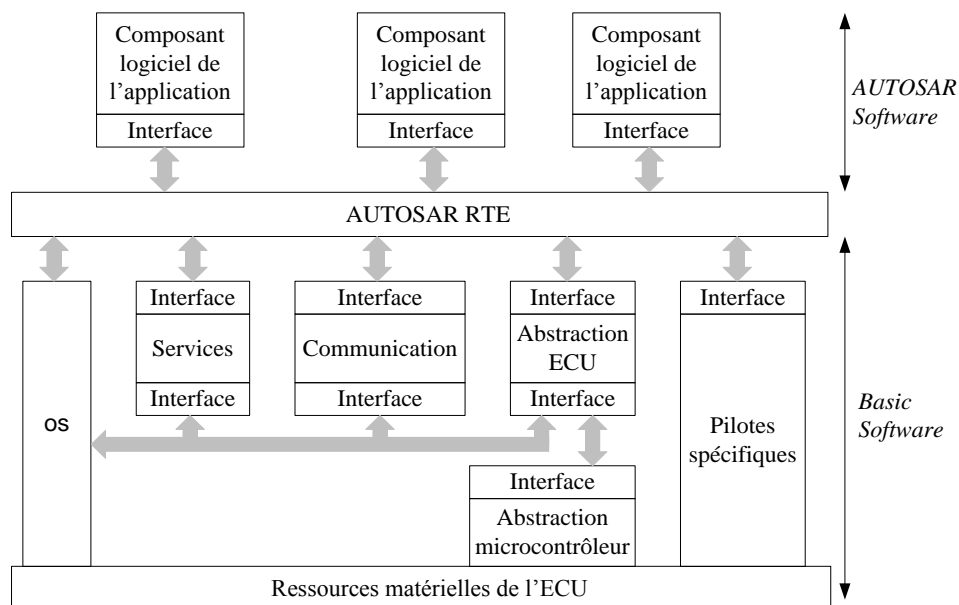 Composant
logiciel de
l'application
Interface
Composant
logiciel de
l'application
Interface
Composant
logiciel de
l'application
Interface
AUTOSAR
Software
AUTOSAR RTE
OS
Interface
Services
Interface
Interface
Communication
Interface
Interface
Abstraction
ECU
Interface
Interface
Abstraction
microcontrôleur
Interface
Pilotes
spécifiques
Basic
Software
Ressources matérielles de l'ECU